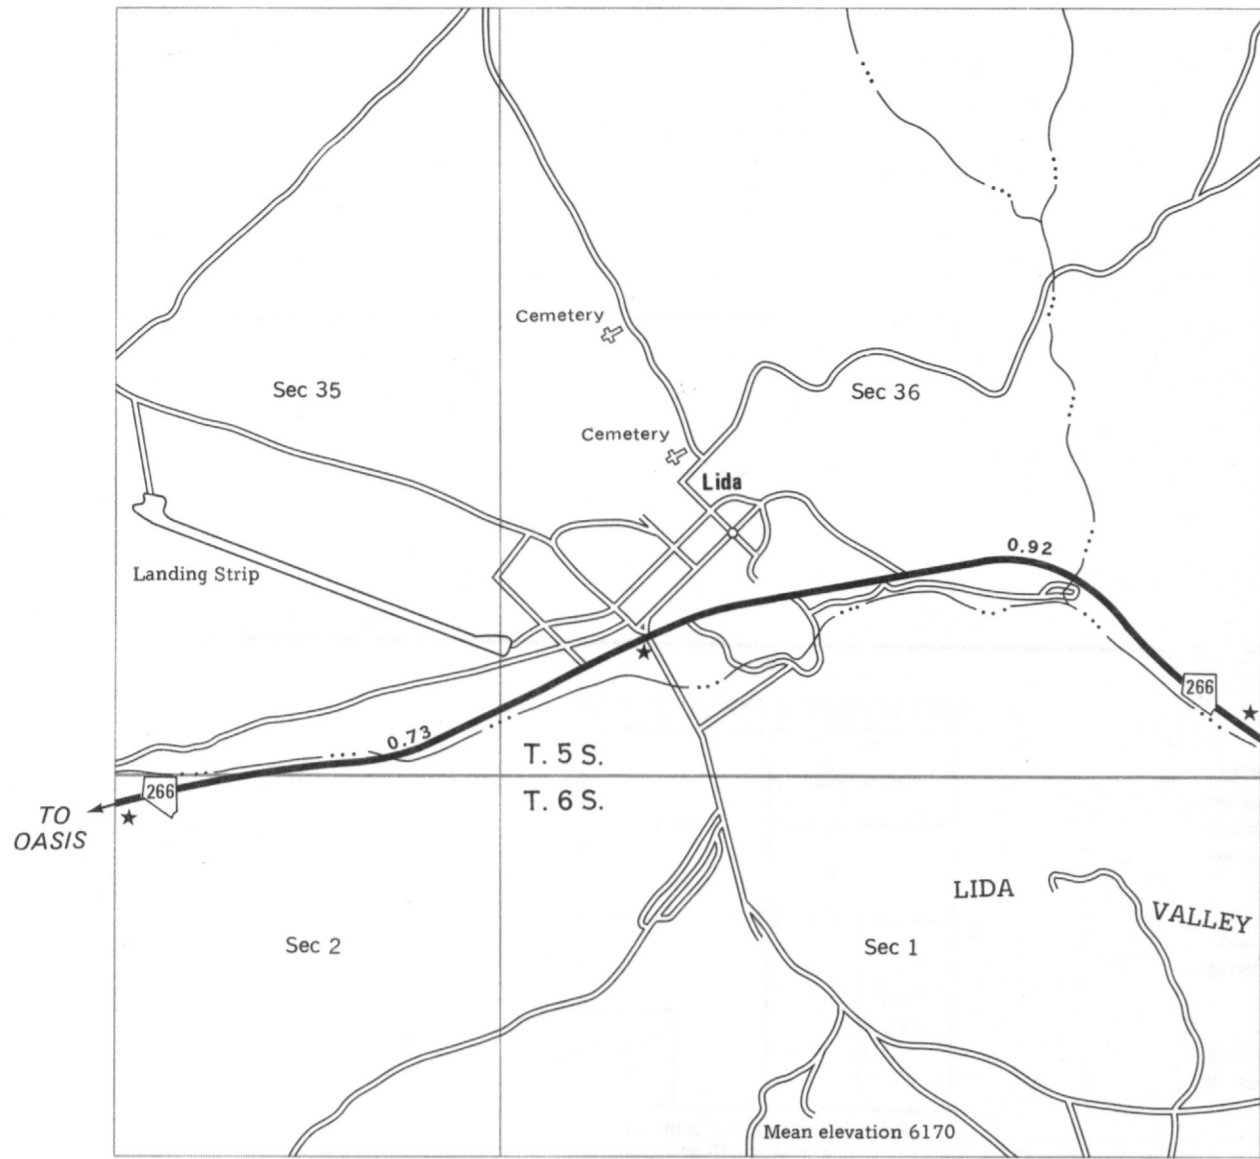 Cemetery
Sec 35
Sec 36
Cemetery
Lida
0.92
Landing Strip
266
0.73
T. 5 S.
266
T. 6 S.
TO
OASIS
LIDA
VALLEY
Sec 2
Sec 1
Mean elevation 6170